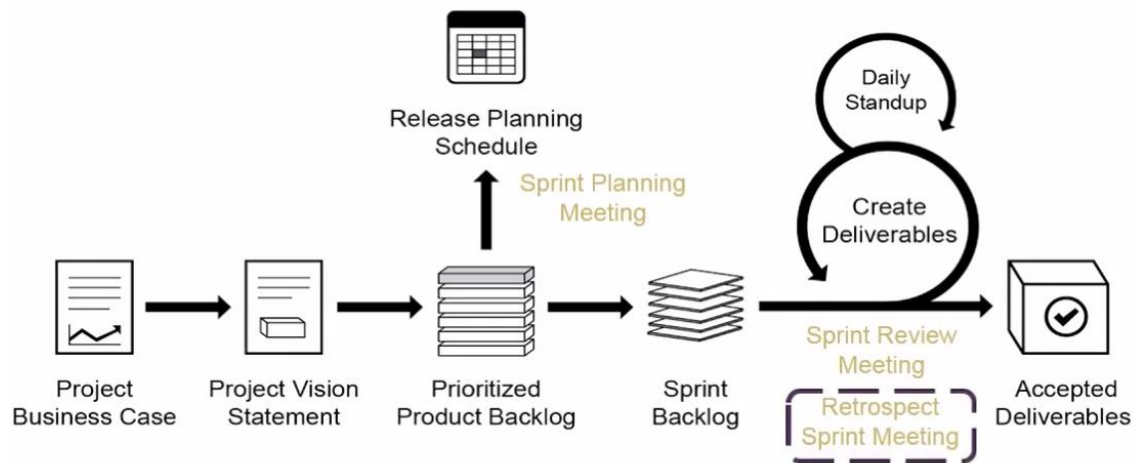 Daily
Standup
Release Planning
Schedule
Sprint Planning
Meeting
Create
Deliverables
Sprint Review
Meeting
Project
Business Case
Project Vision
Statement
Prioritized
Product Backlog
Sprint
Backlog
Retrospect
Sprint Meeting
Accepted
Deliverables